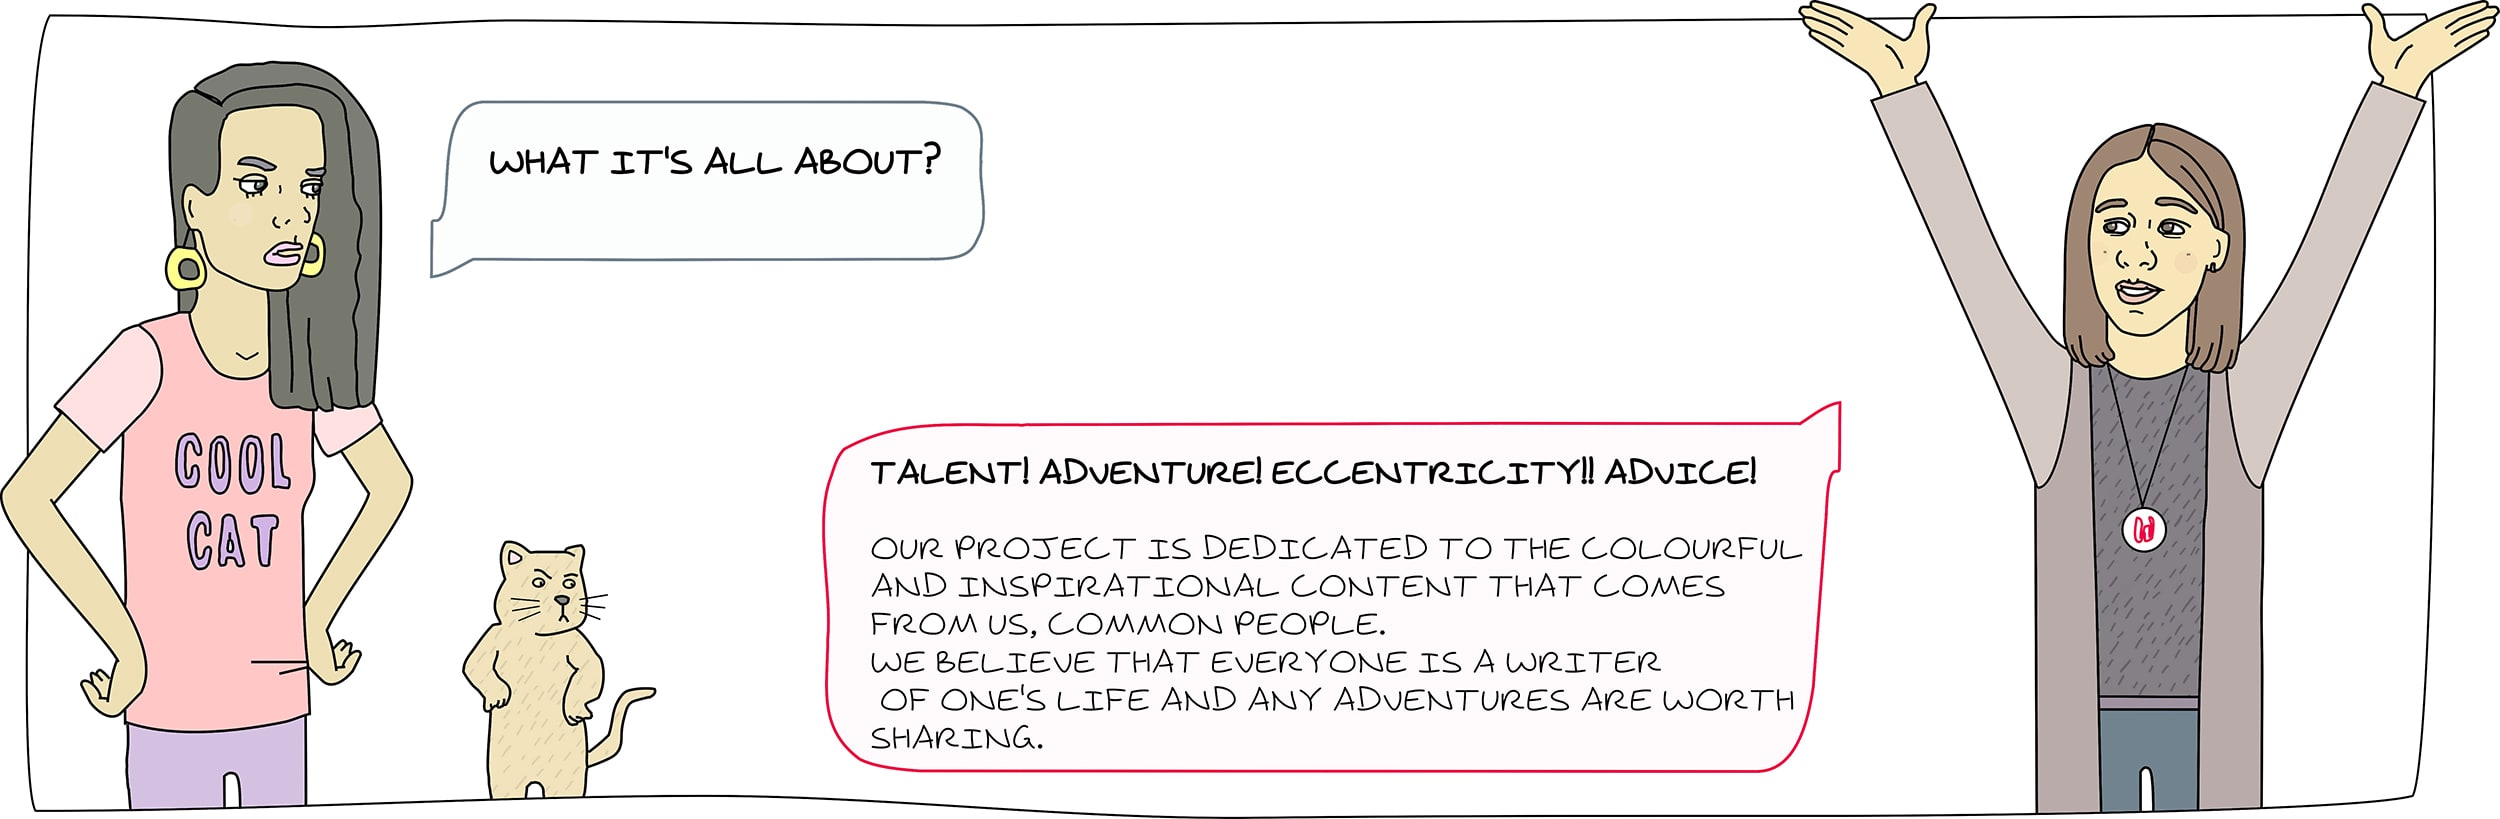 WHAT IT'S ALL ABOUT?
COOL
CAT
TALENT! ADVENTURE! ECCENTRICITY!! ADVICE!
OUR PROJECT IS DEDICATED TO THE COLOURFUL
AND INSPIRATIONAL CONTENT THAT COMES
FROM US, COMMON PEOPLE.
WE BELIEVE THAT EVERYONE IS A WRITER
OF ONE'S LIFE AND ANY ADVENTURES ARE WORTH
SHARING.